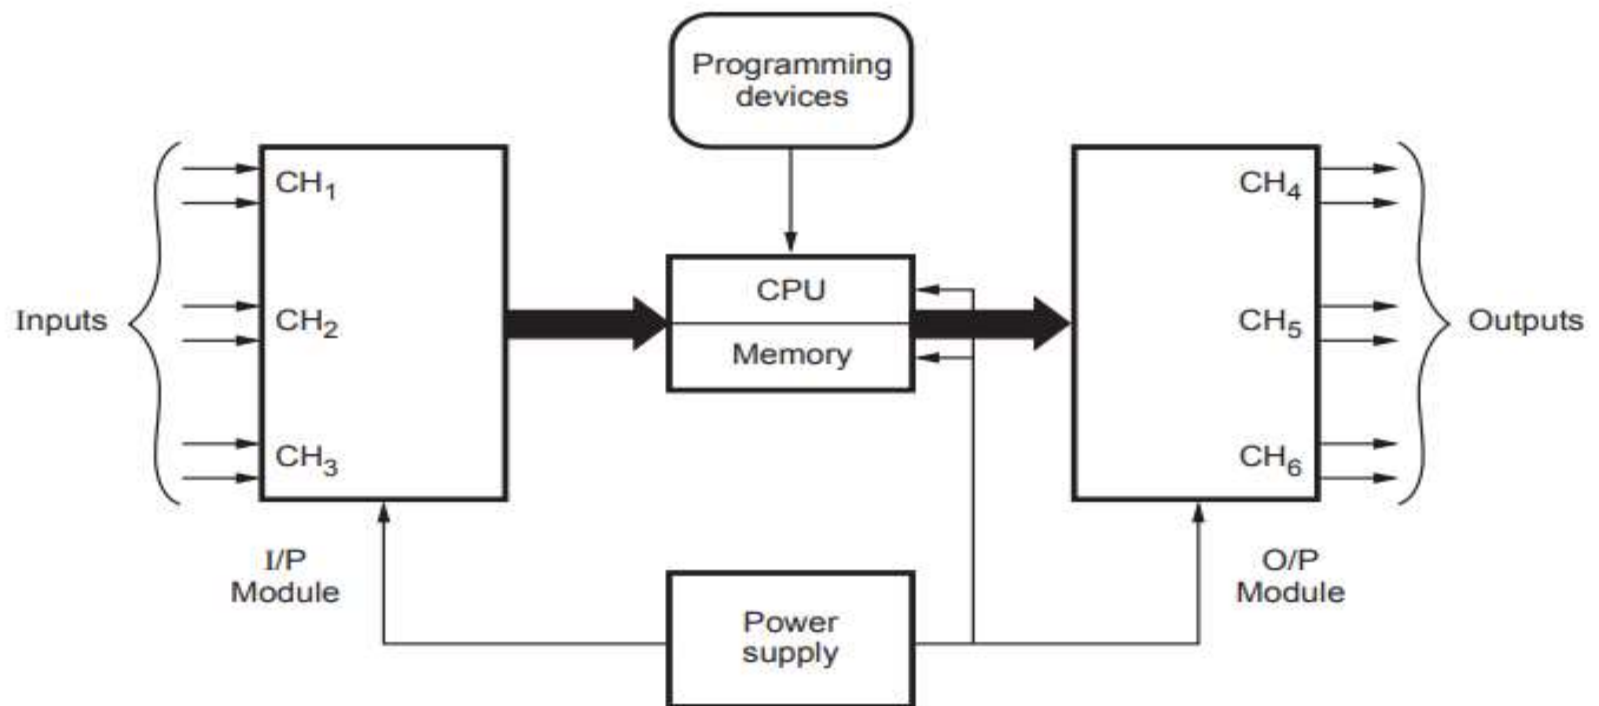 Programming
devices
Inputs
CH1
CH2
CH3
I/P
Module
CPU
Memory
Power
supply
CH4
CH5
CH6
O/P
Module
Outputs